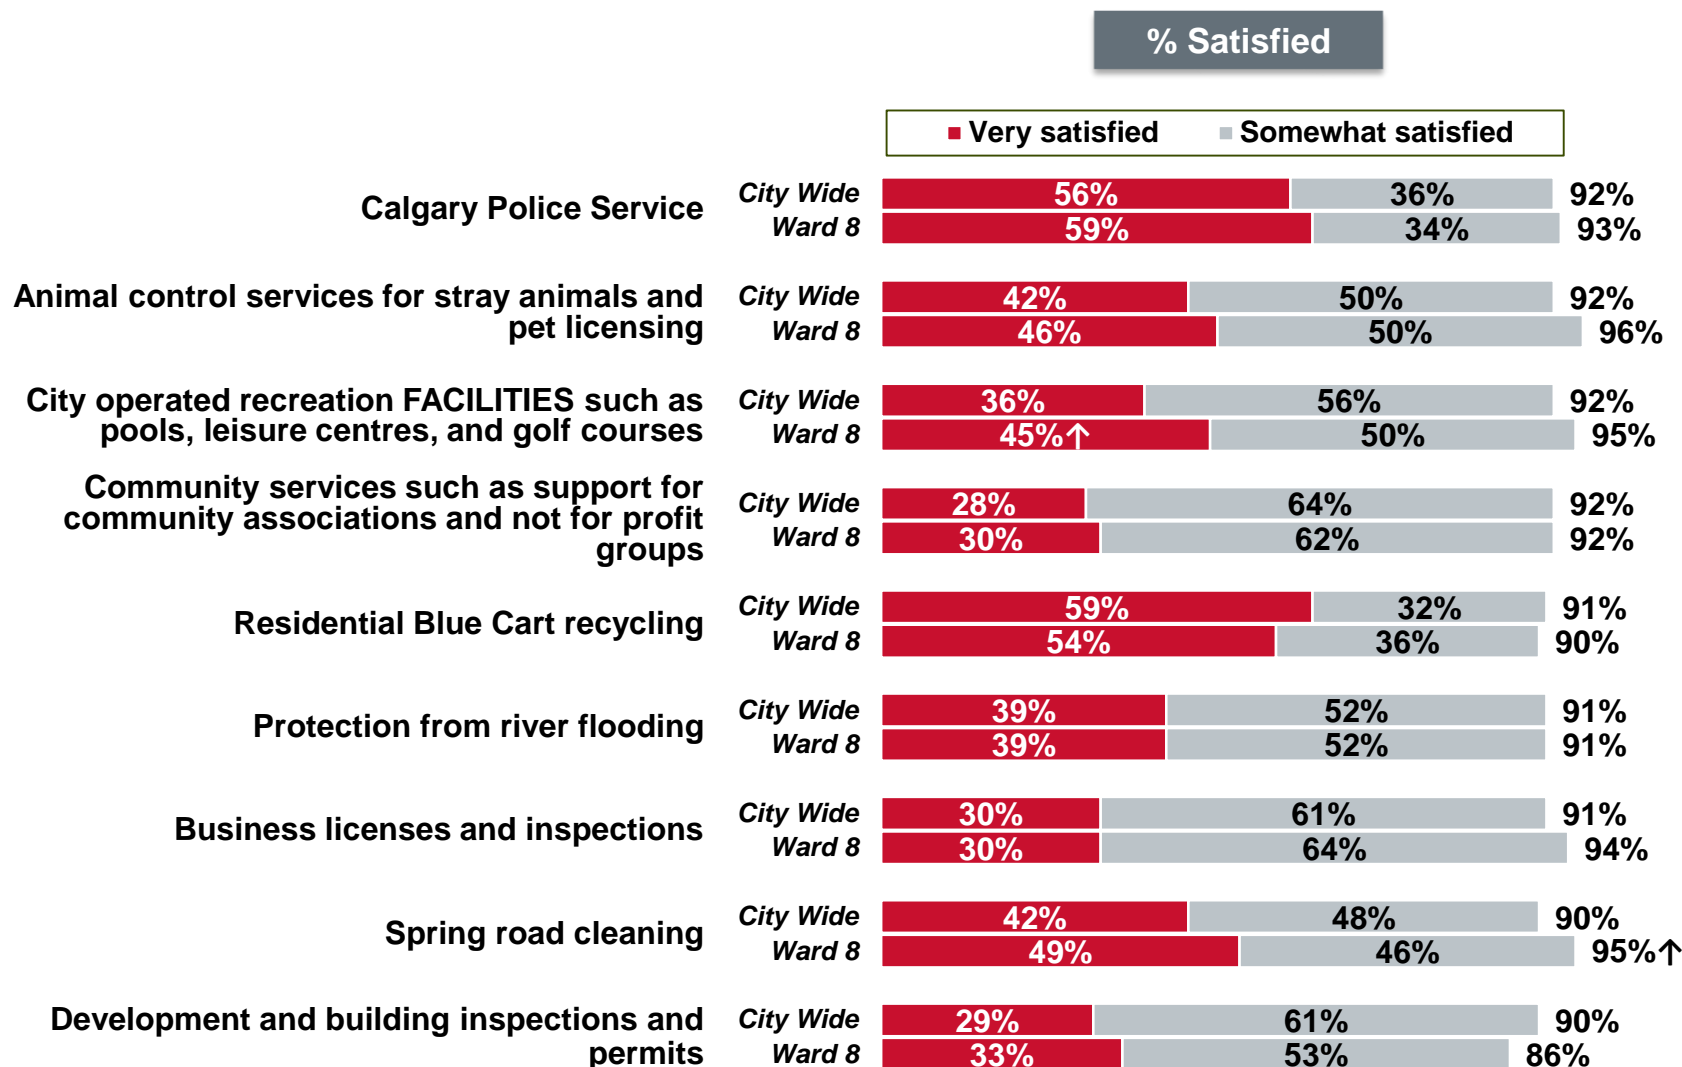 % Satisfied
Very satisfied Somewhat satisfied
Calgary Police Service
City Wide 56% 36% 92%
Ward 8 59% 34% 93%
Animal control services for stray animals and
pet licensing
City Wide 42% 50% 92%
Ward 8 46% 50% 96%
City operated recreation FACILITIES such as
pools, leisure centres, and golf courses
City Wide 36% 56% 92%
Ward 8 45%↑ 50% 95%
Community services such as support for
community associations and not for profit
groups
City Wide 28% 64% 92%
Ward 8 30% 62% 92%
Residential Blue Cart recycling
City Wide 59% 32% 91%
Ward 8 54% 36% 90%
Protection from river flooding
City Wide 39% 52% 91%
Ward 8 39% 52% 91%
Business licenses and inspections
City Wide 30% 61% 91%
Ward 8 30% 64% 94%
Spring road cleaning
City Wide 42% 48% 90%
Ward 8 49% 46% 95%↑
Development and building inspections and
permits
City Wide 29% 61% 90%
Ward 8 33% 53% 86%